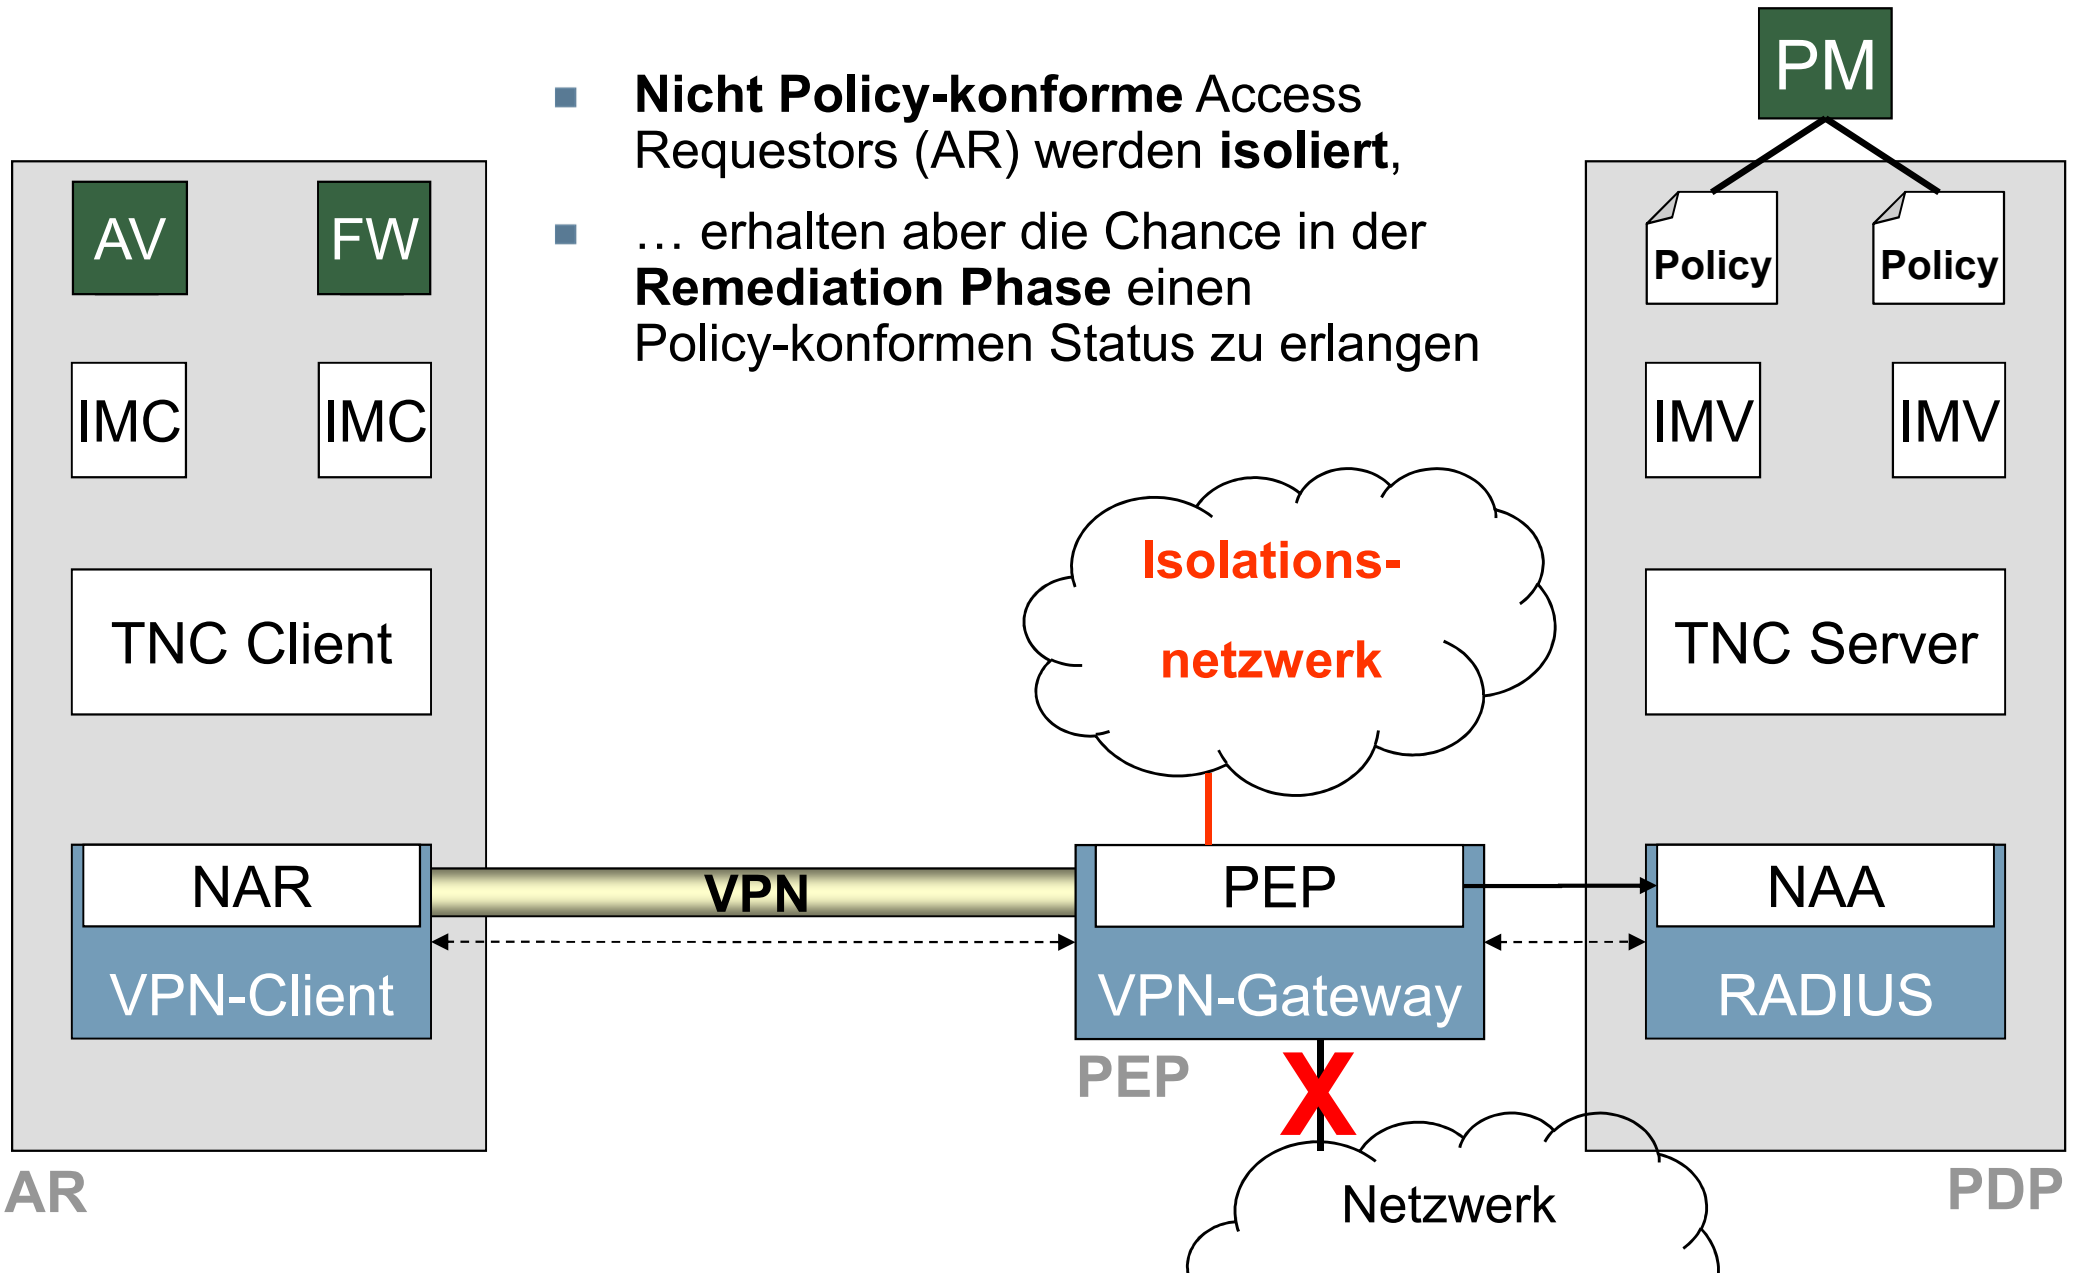 PM
Nicht Policy-konforme Access
Requestors (AR) werden isoliert,
… erhalten aber die Chance in der
Remediation Phase einen
Policy-konformen Status zu erlangen
AV FW
IMC IMC
TNC Client
NAR
VPN-Client
AR
VPN
Isolations-
netzwerk
PEP
VPN-Gateway
PEP
X
Netzwerk
Policy Policy
IMV IMV
TNC Server
NAA
RADIUS
PDP